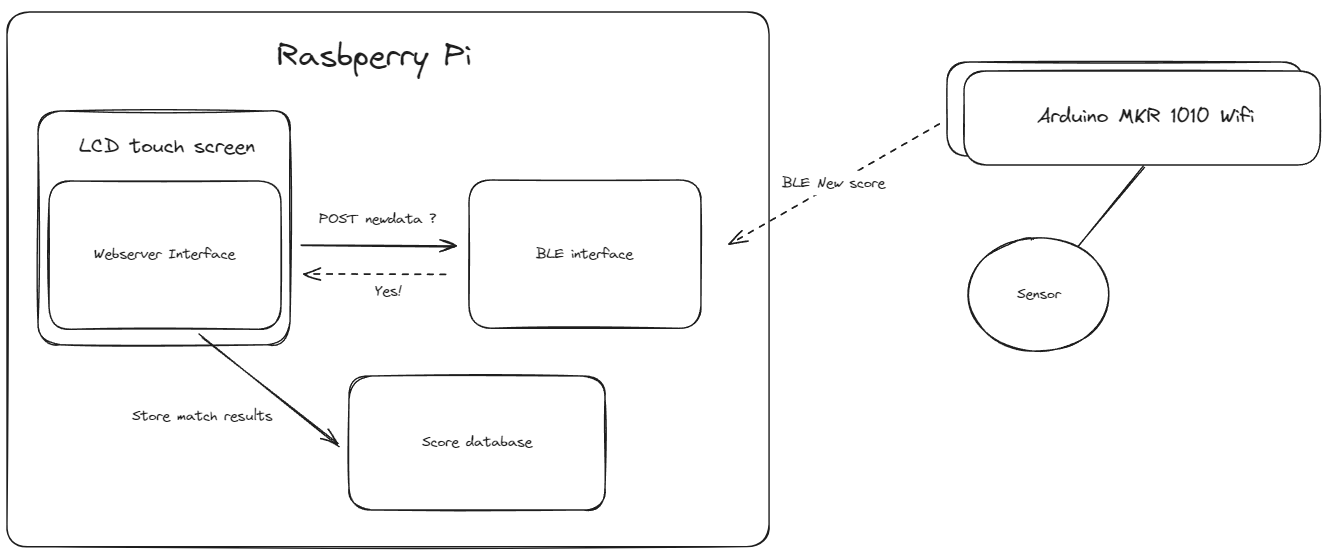 Rasbperry Pi
LCD touch screen
Webserver Interface
POST newdata ?
Yes!
BLE interface
Store match results
Score database
BLE New score
Arduino MKR 1010 Wifi
Sensor